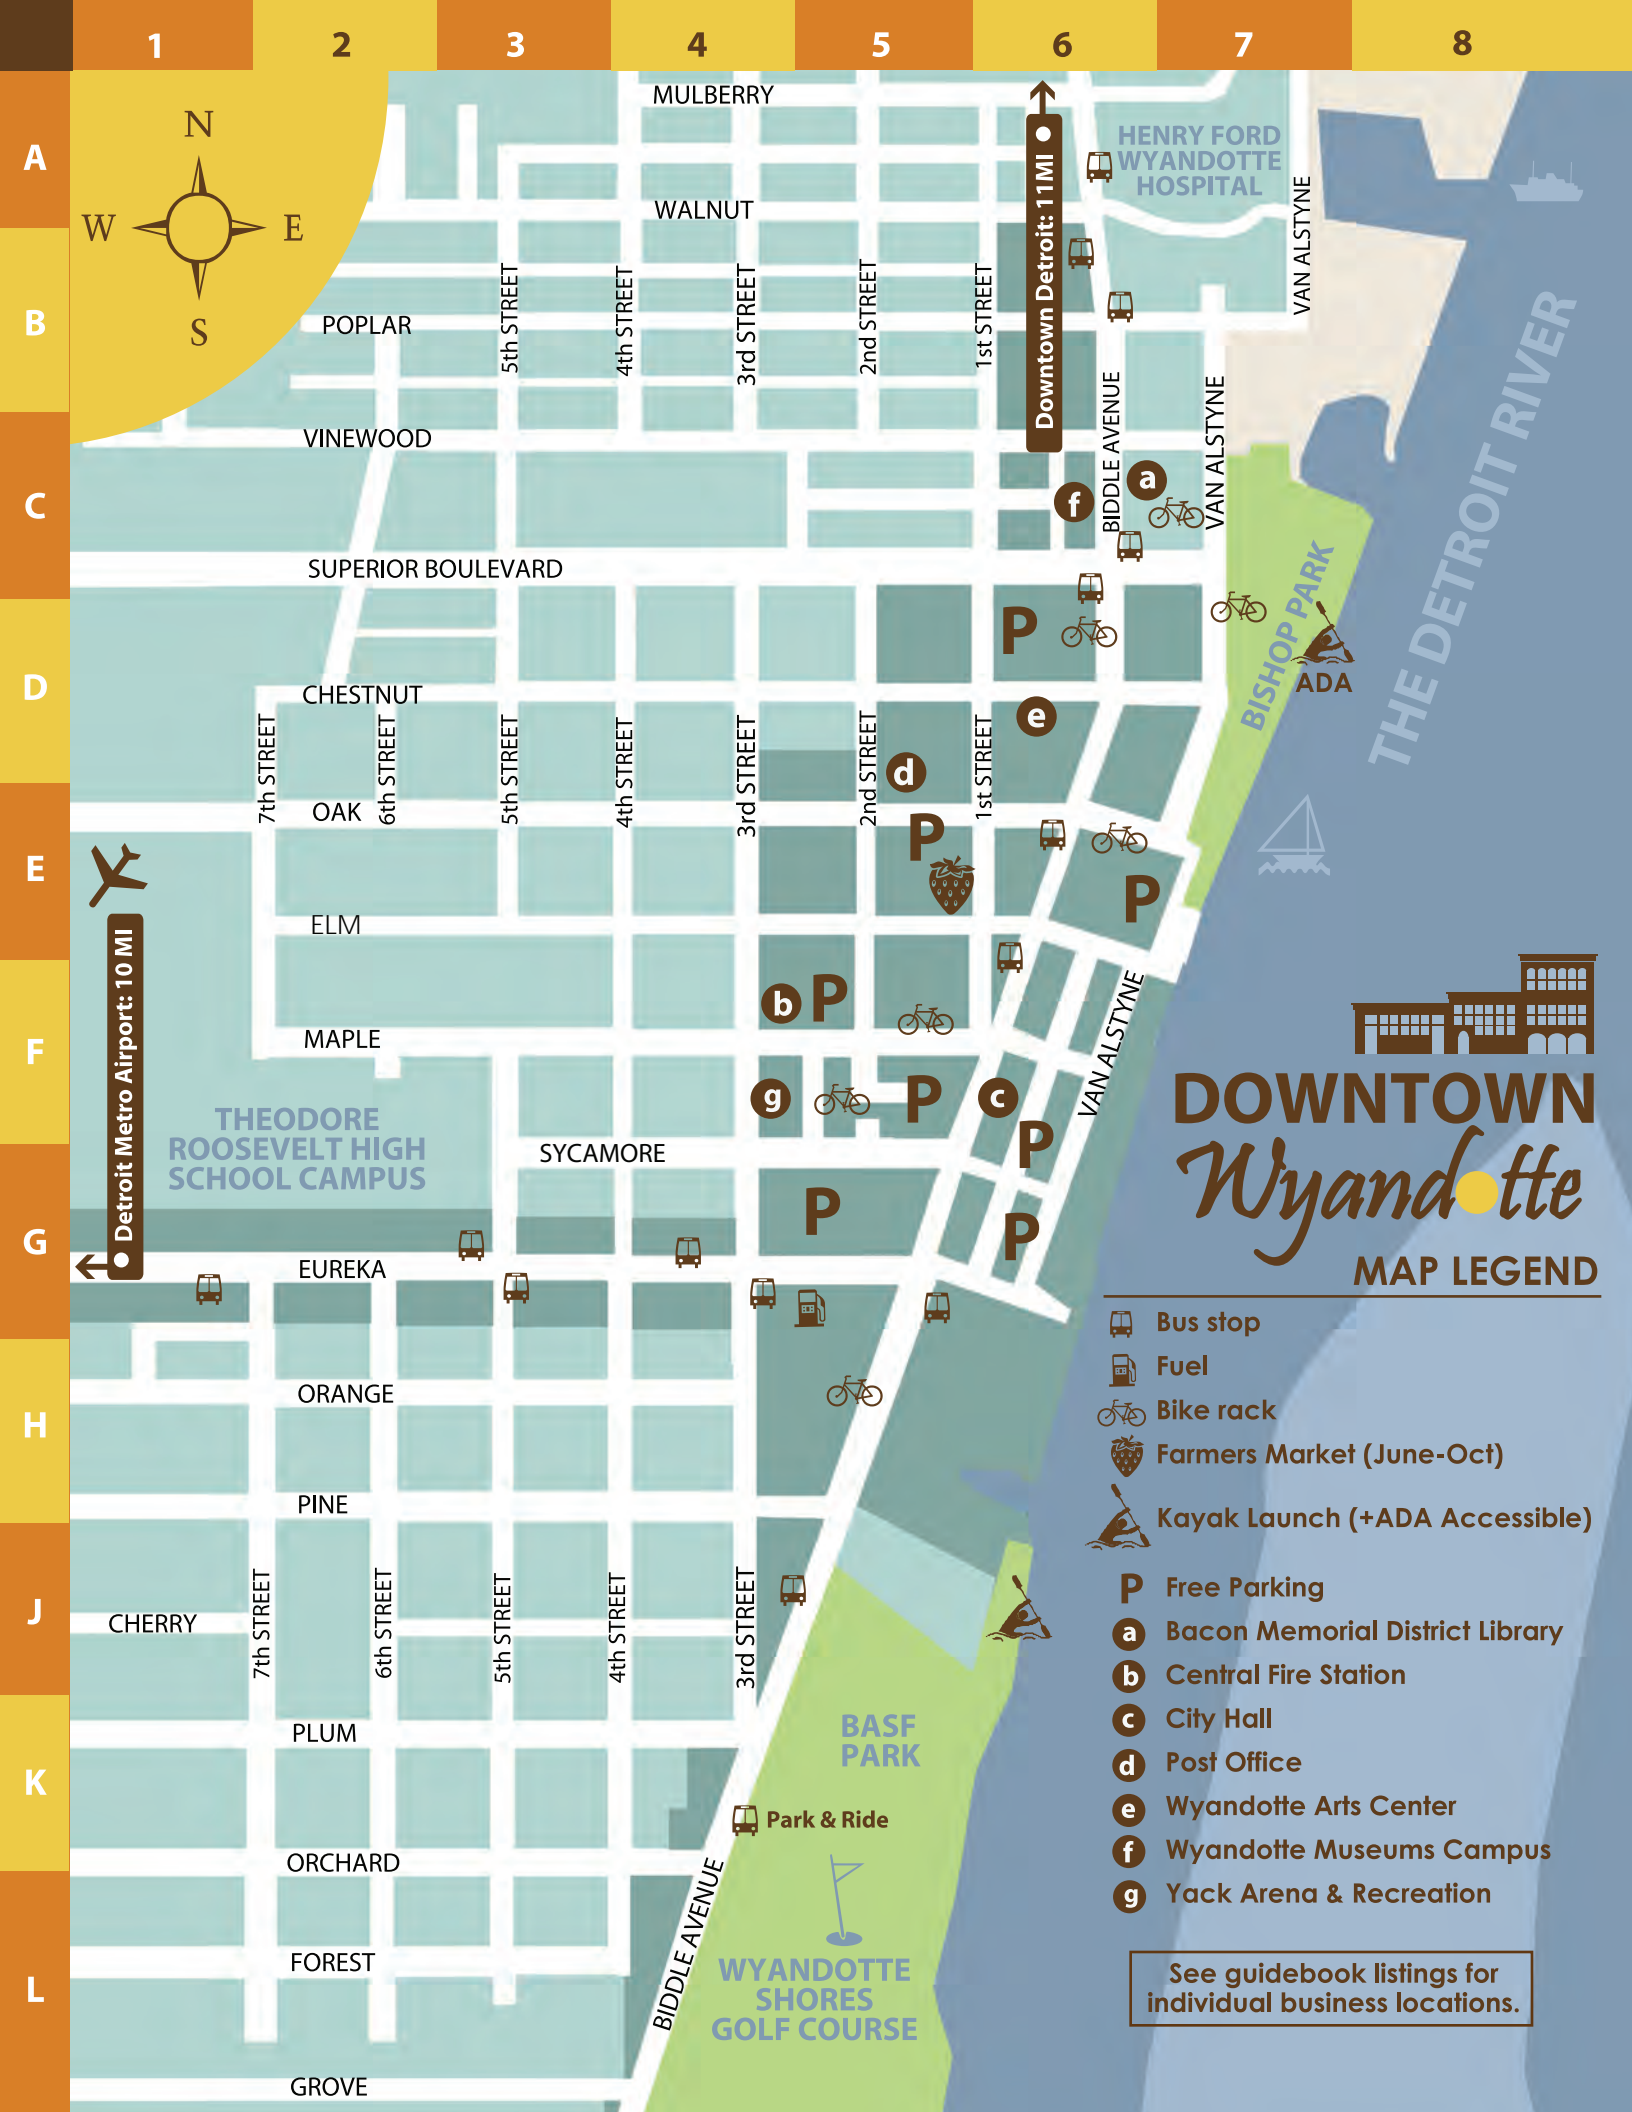 1 2 3 4 5 6 7 8
A
B
C
D
E
F
G
H
J
K
L
N
W E
S
MULBERRY
WALNUT
POPLAR
VINEWOOD
SUPERIOR BOULEVARD
CHESTNUT
OAK
ELM
MAPLE
SYCAMORE
EUREKA
ORANGE
PINE
CHERRY
PLUM
ORCHARD
FOREST
GROVE
HENRY FORD
WYANDOTTE
HOSPITAL
Downtown Detroit: 11MI
VAN ALSTYNE
5th STREET
4th STREET
3rd STREET
2nd STREET
1st STREET
BIDDLE AVENUE
VAN ALSTYNE
a
f
BISHOP PARK
THE DETROIT RIVER
P
ADA
e
d
7th STREET
6th STREET
5th STREET
4th STREET
3rd STREET
2nd STREET
1st STREET
P
P
b P
VAN ALSTYNE
g
P
c
P
P
P
Detroit Metro Airport: 10 MI
THEODORE
ROOSEVELT HIGH
SCHOOL CAMPUS
7th STREET
6th STREET
5th STREET
4th STREET
3rd STREET
BASF
PARK
Park & Ride
BIDDLE AVENUE
WYANDOTTE
SHORES
GOLF COURSE
DOWNTOWN
Wyandotte
MAP LEGEND
Bus stop
Fuel
Bike rack
Farmers Market (June-Oct)
Kayak Launch (+ADA Accessible)
P Free Parking
a Bacon Memorial District Library
b Central Fire Station
c City Hall
d Post Office
e Wyandotte Arts Center
f Wyandotte Museums Campus
g Yack Arena & Recreation
See guidebook listings for
individual business locations.